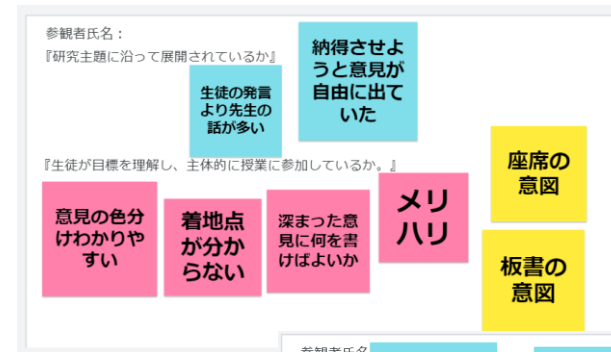 参観者氏名：
『研究主題に沿って展開されているか』
生徒の発言
より先生の
話が多い
納得させよ
うと意見が
自由に出て
いた
『生徒が目標を理解し、主体的に授業に参加しているか。』
意見の色分
けわかりや
すい
着地点
が分か
らない
深まった意
見に何を書
けばよいか
メリ
ハリ
座席の
意図
板書の
意図
参観者氏名